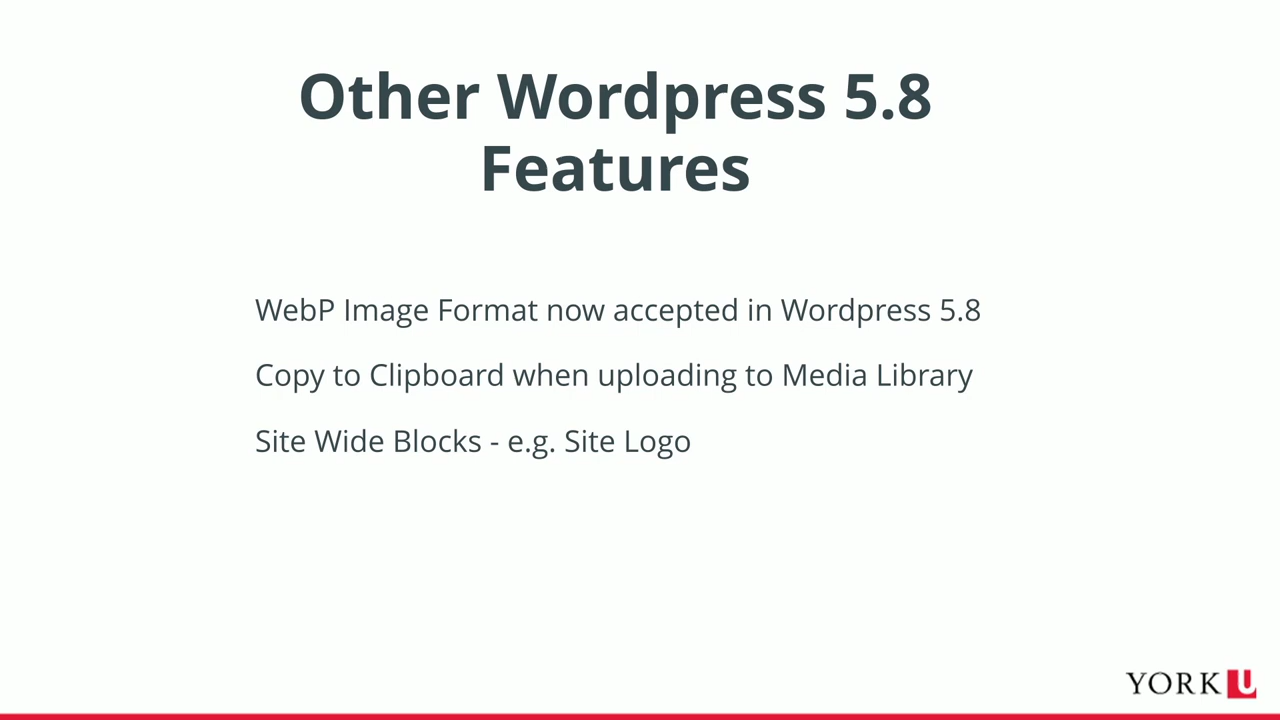 Other Wordpress 5.8
Features
WebP Image Format now accepted in Wordpress 5.8
Copy to Clipboard when uploading to Media Library
Site Wide Blocks - e.g. Site Logo
YORK U